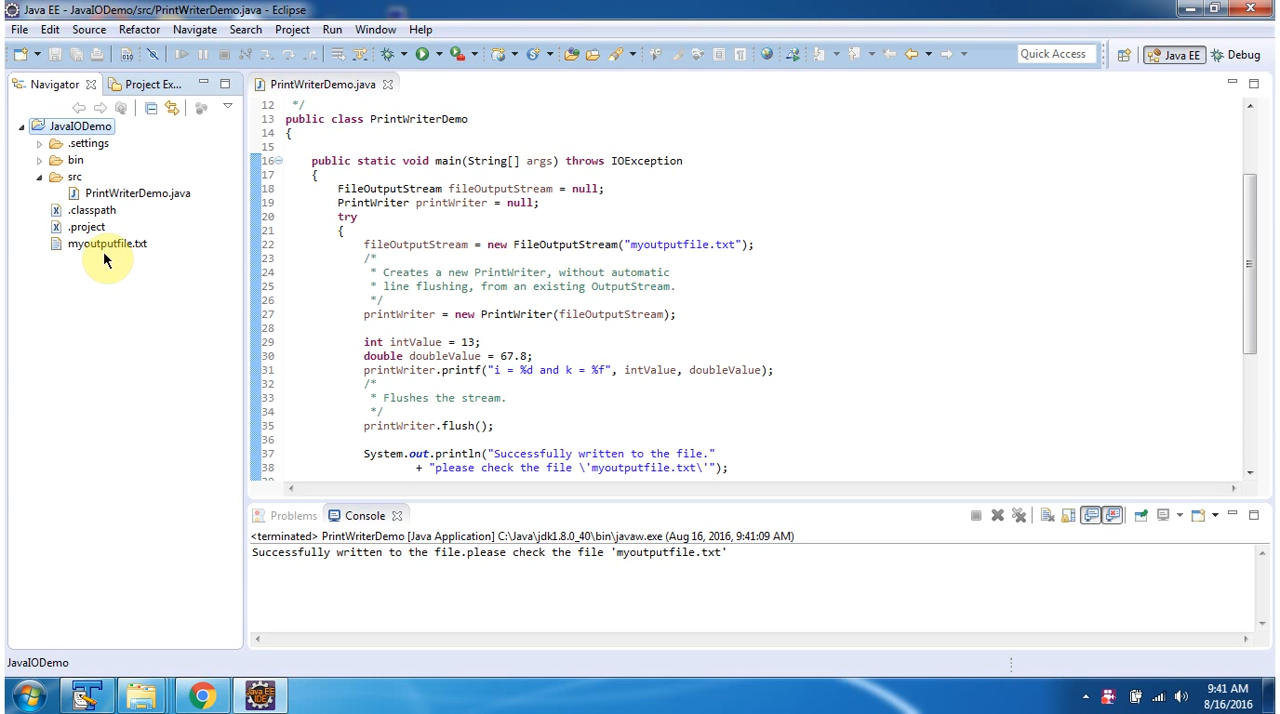 Java EE - JavaIODemo/src/PrintWriterDemo.java - Eclipse
File Edit Source Refactor Navigate Search Project Run Window Help
Quick Access
Java EE
Debug
Navigator
Project Ex...
JavaIODemo
.settings
bin
src
PrintWriterDemo.java
.classpath
.project
myoutputfile.txt
PrintWriterDemo.java
12 */
13 public class PrintWriterDemo
14 {
15
16 public static void main(String[] args) throws IOException
17 {
18 FileOutputStream fileOutputStream = null;
19 PrintWriter printWriter = null;
20 try
21 {
22 fileOutputStream = new FileOutputStream("myoutputfile.txt");
23 /*
24 * Creates a new PrintWriter, without automatic
25 * line flushing, from an existing OutputStream.
26 */
27 printWriter = new PrintWriter(fileOutputStream);
28
29 int intValue = 13;
30 double doubleValue = 67.8;
31 printWriter.printf("i = %d and k = %f", intValue, doubleValue);
32 /*
33 * Flushes the stream.
34 */
35 printWriter.flush();
36
37 System.out.println("Successfully written to the file."
38 + "please check the file \'myoutputfile.txt\'");
Problems
Console
<terminated> PrintWriterDemo [Java Application] C:\Java\jdk1.8.0_40\bin\javaw.exe (Aug 16, 2016, 9:41:09 AM)
Successfully written to the file.please check the file 'myoutputfile.txt'
JavaIODemo
Java EE
IDE
9:41 AM
8/16/2016